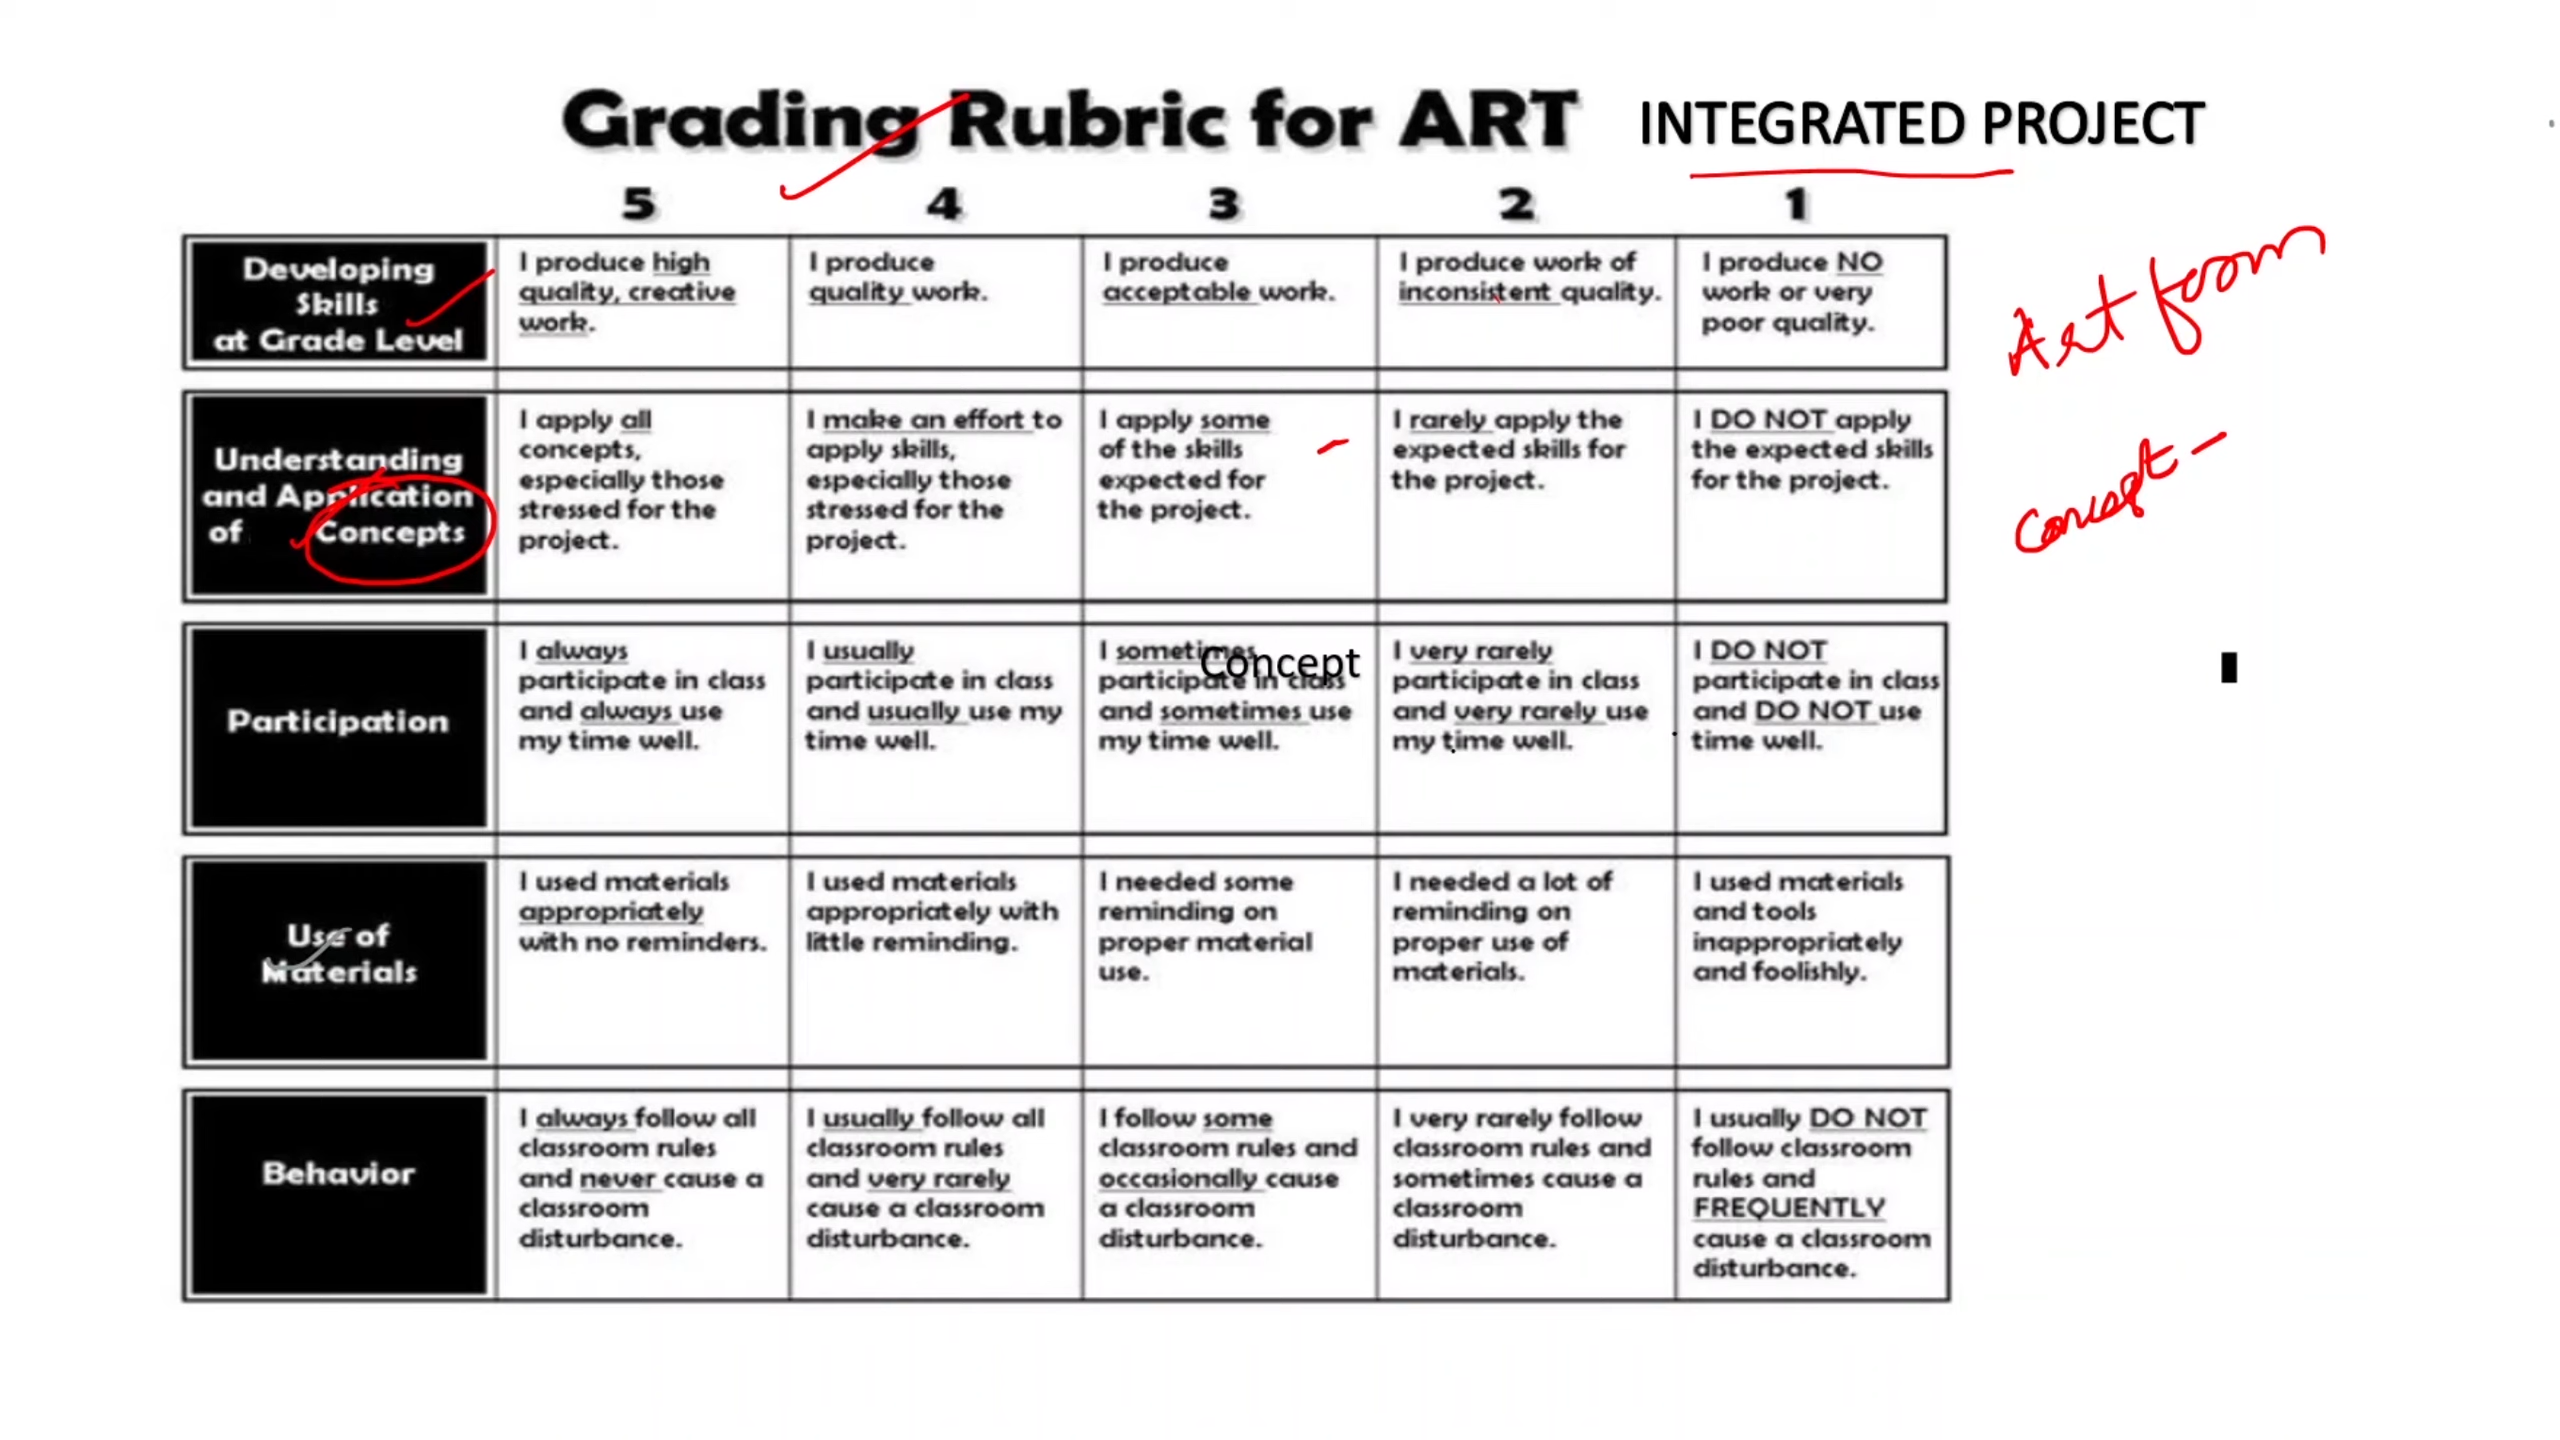 Grading Rubric for ART INTEGRATED PROJECT
5 4 3 2 1
Developing
Skills
at Grade Level
I produce high
quality, creative
work.
I produce
quality work.
I produce
acceptable work.
I produce work of
inconsistent quality.
I produce NO
work or very
poor quality.
Art form
Understanding
and Application
of Concepts
I apply all
concepts,
especially those
stressed for the
project.
I make an effort to
apply skills,
especially those
stressed for the
project.
I apply some
of the skills
expected for
the project.
I rarely apply the
expected skills for
the project.
I DO NOT apply
the expected skills
for the project.
Concept -
Participation
I always
participate in class
and always use
my time well.
I usually
participate in class
and usually use my
time well.
I sometimes
participate in class
and sometimes use
my time well.
Concept
I very rarely
participate in class
and very rarely use
my time well.
I DO NOT
participate in class
and DO NOT use
time well.
Use of
Materials
I used materials
appropriately
with no reminders.
I used materials
appropriately with
little reminding.
I needed some
reminding on
proper material
use.
I needed a lot of
reminding on
proper use of
materials.
I used materials
and tools
inappropriately
and foolishly.
Behavior
I always follow all
classroom rules
and never cause a
classroom
disturbance.
I usually follow all
classroom rules
and very rarely
cause a classroom
disturbance.
I follow some
classroom rules and
occasionally cause
a classroom
disturbance.
I very rarely follow
classroom rules and
sometimes cause a
classroom
disturbance.
I usually DO NOT
follow classroom
rules and
FREQUENTLY
cause a classroom
disturbance.